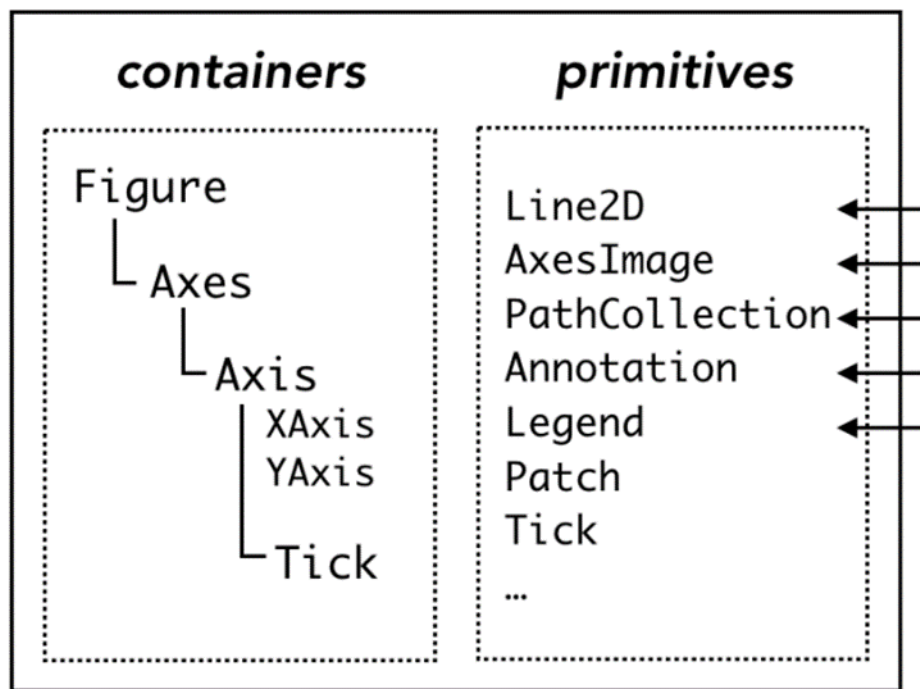 containers
Figure
Axes
Axis
XAxis
YAxis
Tick
primitives
Line2D
AxesImage
PathCollection
Annotation
Legend
Patch
Tick
…